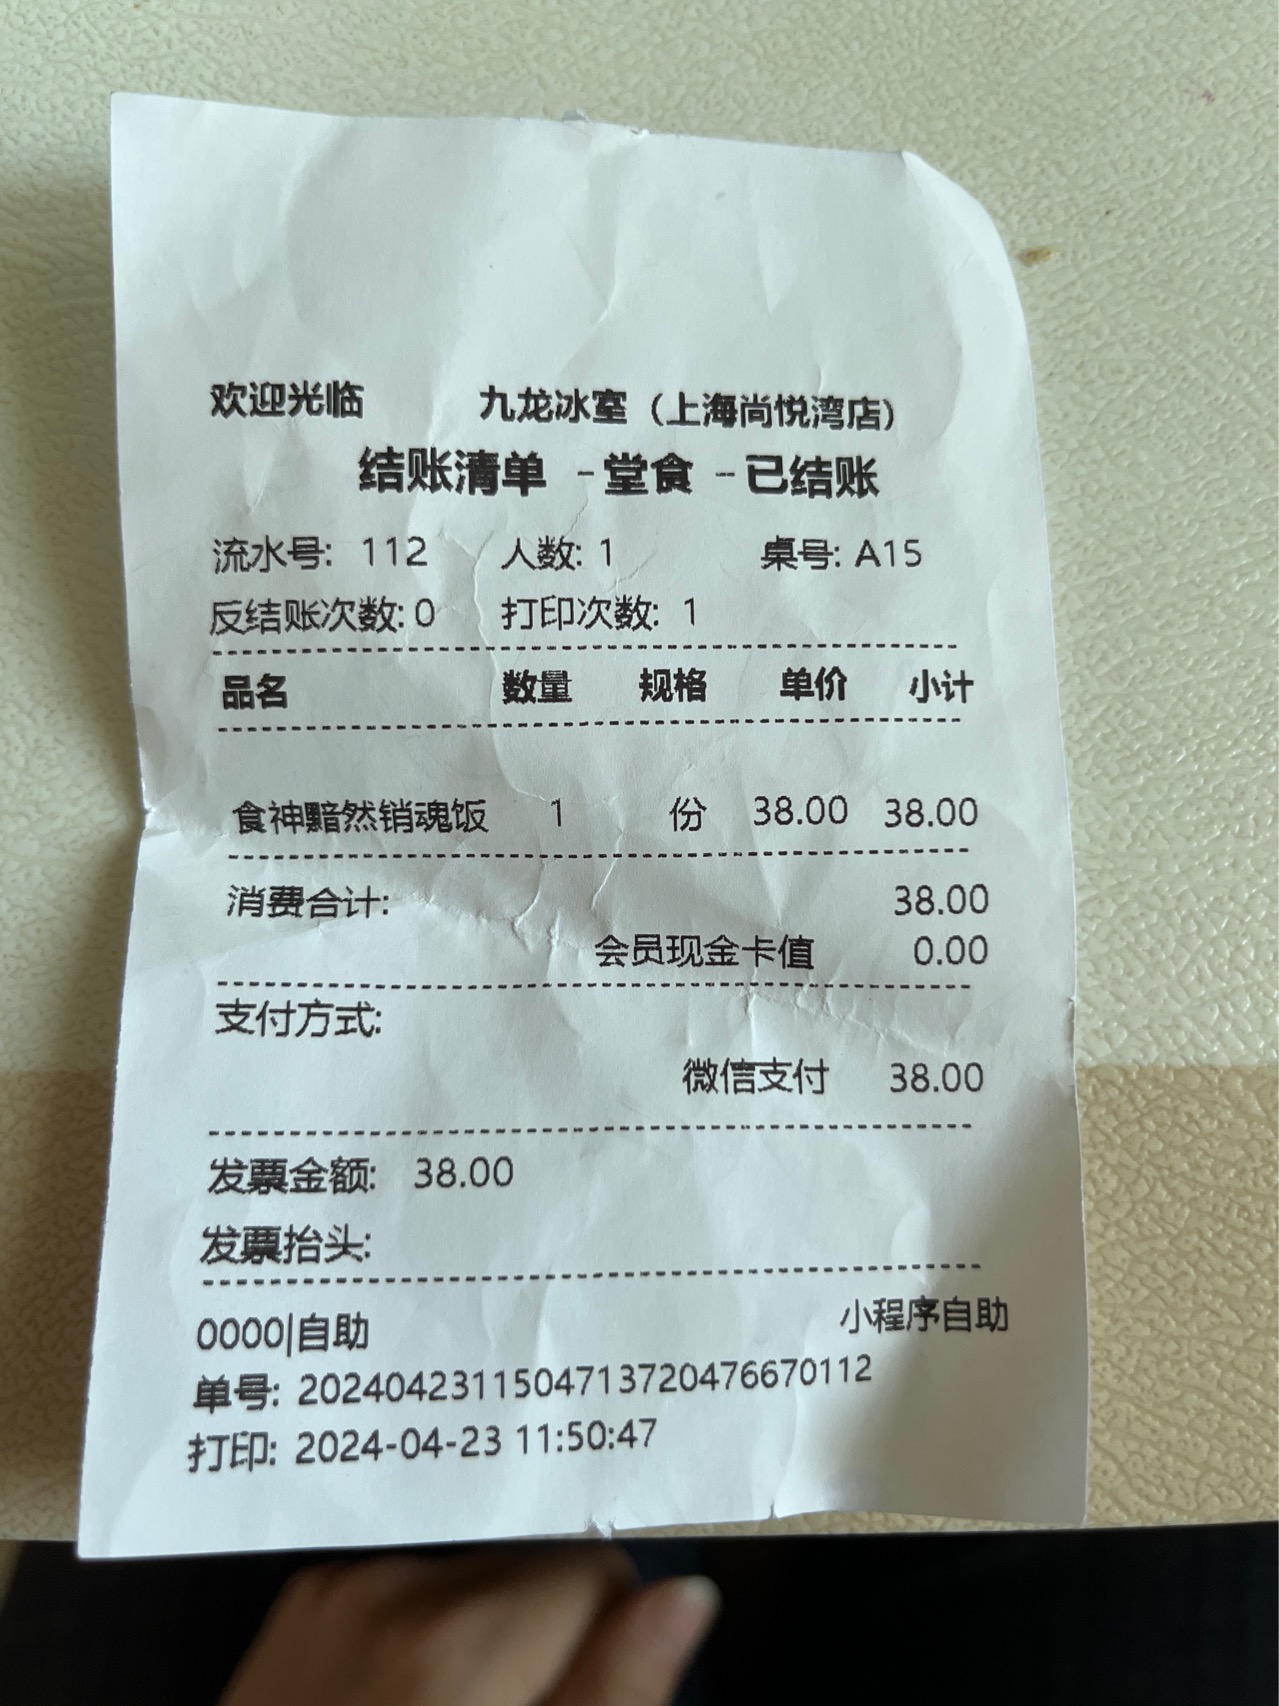 欢迎光临 九龙冰室（上海尚悦湾店）
结账清单 -堂食 -已结账
流水号: 112 人数: 1 桌号: A15
反结账次数: 0 打印次数: 1
品名 数量 规格 单价 小计
食神黯然销魂饭 1 份 38.00 38.00
消费合计: 38.00
会员现金卡值 0.00
支付方式:
微信支付 38.00
发票金额: 38.00
发票抬头:
0000|自助 小程序自助
单号: 2024042311504713720476670112
打印: 2024-04-23 11:50:47